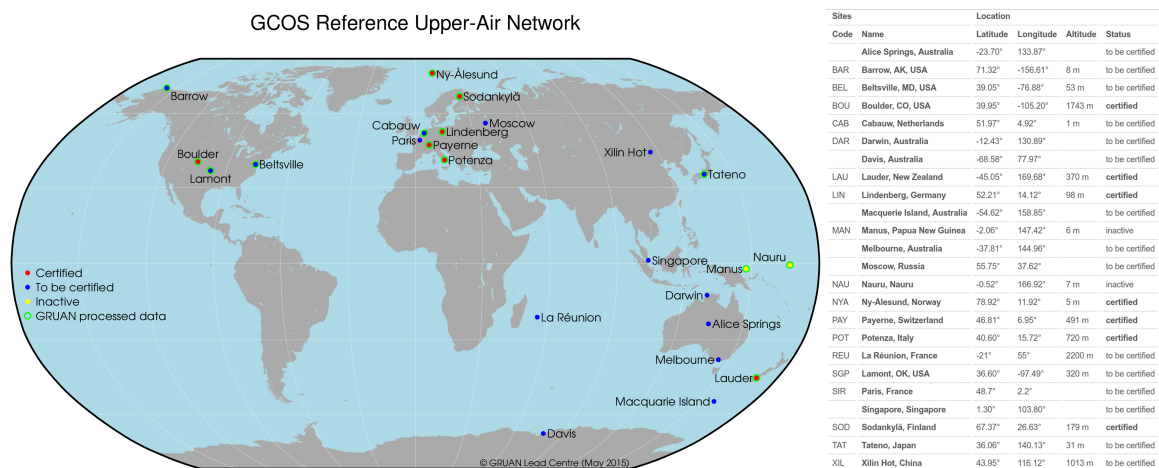 GCOS Reference Upper-Air Network
Ny-Ålesund
Sodankylä
Barrow
Moscow
Cabauw
Lindenberg
Paris
Payerne
Xilin Hot
Boulder
Potenza
Beltsville
Lamont
Tateno
Nauru
Singapore
Manus
Certified
To be certified
Darwin
Inactive
GRUAN processed data
La Réunion
Alice Springs
Melbourne
Lauder
Macquarie Island
Davis
© GRUAN Lead Centre (May 2015)
Sites Location
Code Name Latitude Longitude Altitude Status
Alice Springs, Australia -23.70° 133.87° to be certified
BAR Barrow, AK, USA 71.32° -156.61° 8 m to be certified
BEL Beltsville, MD, USA 39.05° -76.88° 53 m to be certified
BOU Boulder, CO, USA 39.95° -105.20° 1743 m certified
CAB Cabauw, Netherlands 51.97° 4.92° 1 m to be certified
DAR Darwin, Australia -12.43° 130.89° to be certified
Davis, Australia -68.58° 77.97° to be certified
LAU Lauder, New Zealand -45.05° 169.68° 370 m certified
LIN Lindenberg, Germany 52.21° 14.12° 98 m certified
Macquerie Island, Australia -54.62° 158.85° to be certified
MAN Manus, Papua New Guinea -2.06° 147.42° 6 m inactive
Melbourne, Australia -37.81° 144.96° to be certified
Moscow, Russia 55.75° 37.62° to be certified
NAU Nauru, Nauru -0.52° 166.92° 7 m inactive
NYA Ny-Ålesund, Norway 78.92° 11.92° 5 m certified
PAY Payerne, Switzerland 46.81° 6.95° 491 m certified
POT Potenza, Italy 40.60° 15.72° 720 m certified
REU La Réunion, France -21° 55° 2200 m to be certified
SGP Lamont, OK, USA 36.60° -97.49° 320 m to be certified
SIR Paris, France 48.7° 2.2° to be certified
Singapore, Singapore 1.30° 103.80° to be certified
SOD Sodankylä, Finland 67.37° 26.63° 179 m certified
TAT Tateno, Japan 36.06° 140.13° 31 m to be certified
XIL Xilin Hot, China 43.95° 116.12° 1013 m to be certified